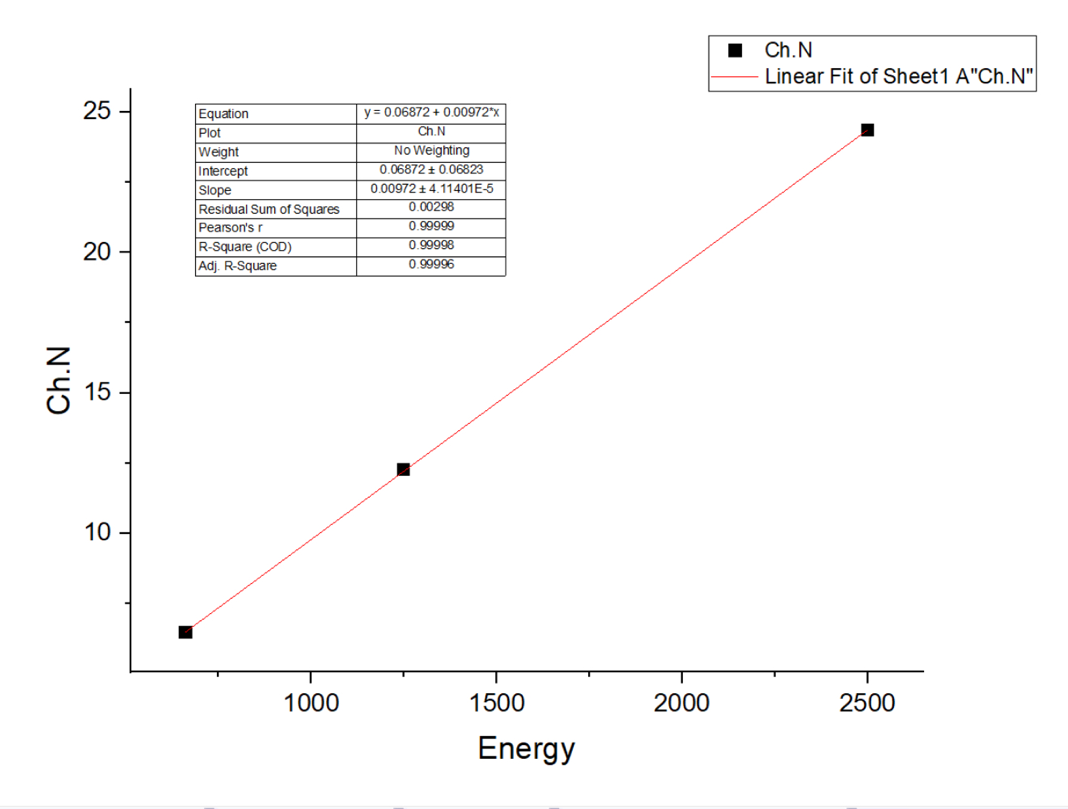 Ch.N
Linear Fit of Sheet1 A"Ch.N"
25
20
15
10
Ch.N
Equation y = 0.06872 + 0.00972*x
Plot Ch.N
Weight No Weighting
Intercept 0.06872 ± 0.06823
Slope 0.00972 ± 4.11401E-5
Residual Sum of Squares 0.00298
Pearson's r 0.99999
R-Square (COD) 0.99998
Adj. R-Square 0.99996
1000 1500 2000 2500
Energy